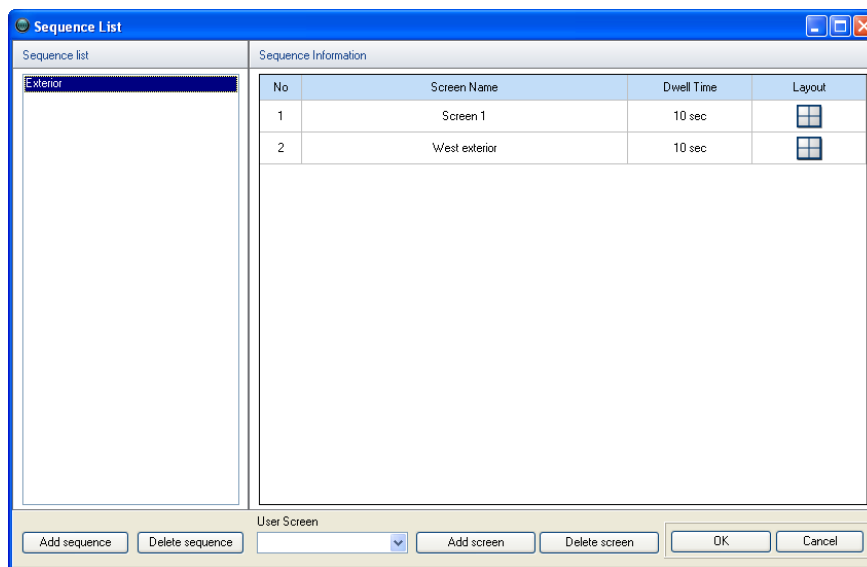 Sequence List
Sequence list
Sequence Information
Exterior
No Screen Name Dwell Time Layout
1 Screen 1 10 sec
2 West exterior 10 sec
User Screen
Add sequence Delete sequence Add screen Delete screen OK Cancel